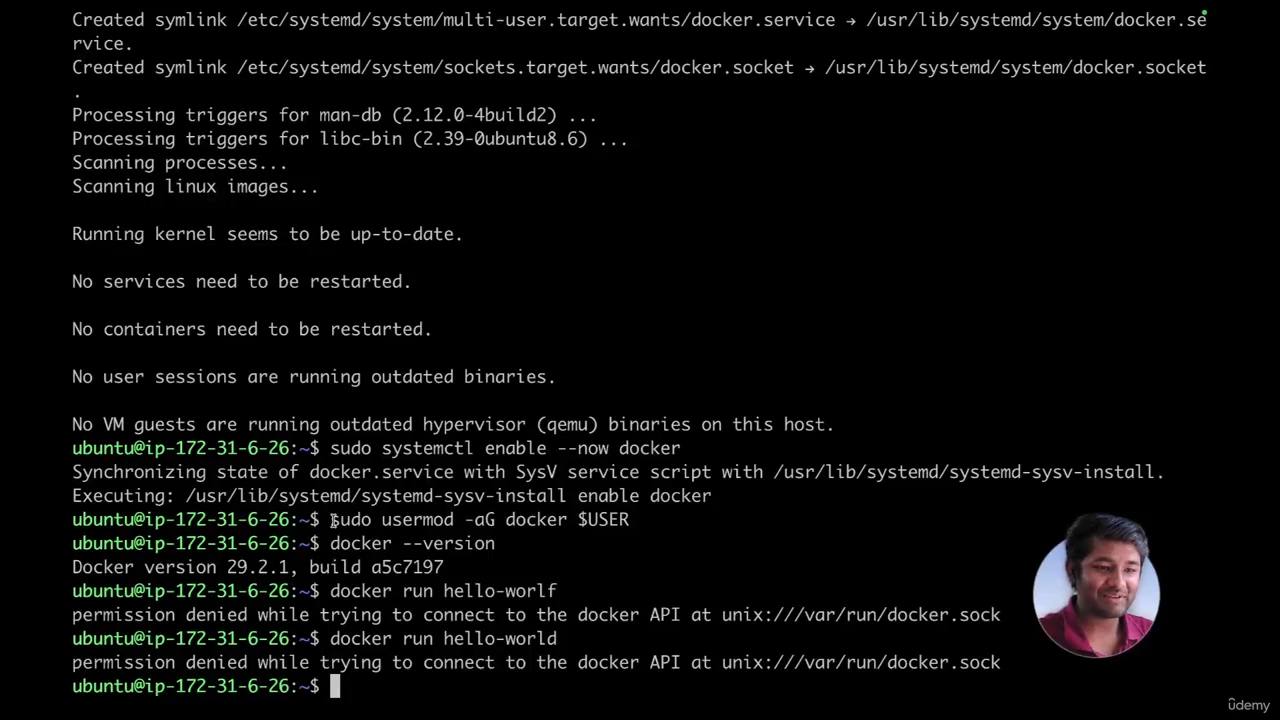 Created symlink /etc/systemd/system/multi-user.target.wants/docker.service → /usr/lib/systemd/system/docker.se
rvice.
Created symlink /etc/systemd/system/sockets.target.wants/docker.socket → /usr/lib/systemd/system/docker.socket
.
Processing triggers for man-db (2.12.0-4build2) ...
Processing triggers for libc-bin (2.39-0ubuntu8.6) ...
Scanning processes...
Scanning linux images...
Running kernel seems to be up-to-date.
No services need to be restarted.
No containers need to be restarted.
No user sessions are running outdated binaries.
No VM guests are running outdated hypervisor (qemu) binaries on this host.
ubuntu@ip-172-31-6-26:~$ sudo systemctl enable --now docker
Synchronizing state of docker.service with SysV service script with /usr/lib/systemd/systemd-sysv-install.
Executing: /usr/lib/systemd/systemd-sysv-install enable docker
ubuntu@ip-172-31-6-26:~$ sudo usermod -aG docker $USER
ubuntu@ip-172-31-6-26:~$ docker --version
Docker version 29.2.1, build a5c7197
ubuntu@ip-172-31-6-26:~$ docker run hello-worlf
permission denied while trying to connect to the docker API at unix:///var/run/docker.sock
ubuntu@ip-172-31-6-26:~$ docker run hello-world
permission denied while trying to connect to the docker API at unix:///var/run/docker.sock
ubuntu@ip-172-31-6-26:~$
ûdemy